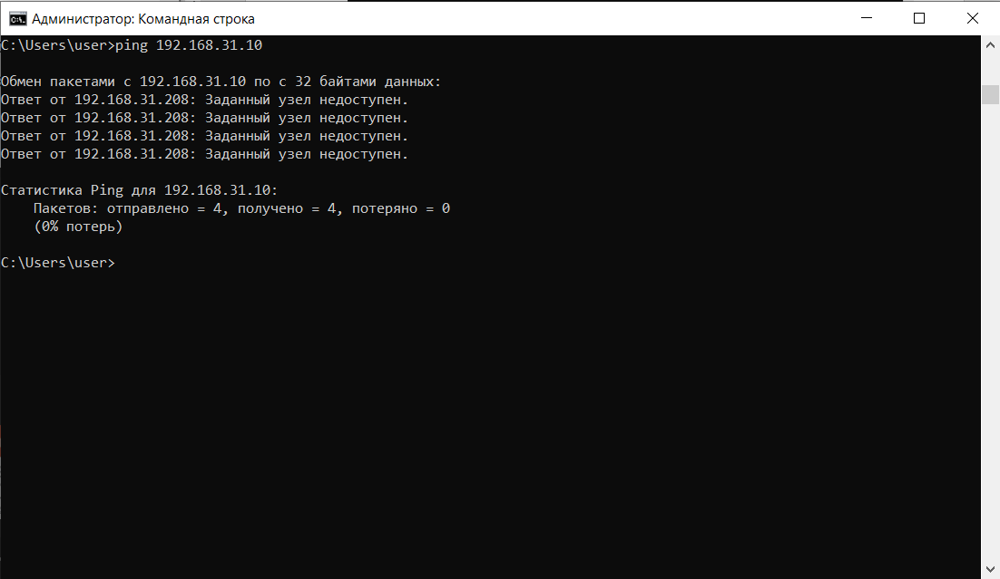 Администратор: Командная строка
C:\Users\user>ping 192.168.31.10
Обмен пакетами с 192.168.31.10 по с 32 байтами данных:
Ответ от 192.168.31.208: Заданный узел недоступен.
Ответ от 192.168.31.208: Заданный узел недоступен.
Ответ от 192.168.31.208: Заданный узел недоступен.
Ответ от 192.168.31.208: Заданный узел недоступен.
Статистика Ping для 192.168.31.10:
Пакетов: отправлено = 4, получено = 4, потеряно = 0
(0% потерь)
C:\Users\user>